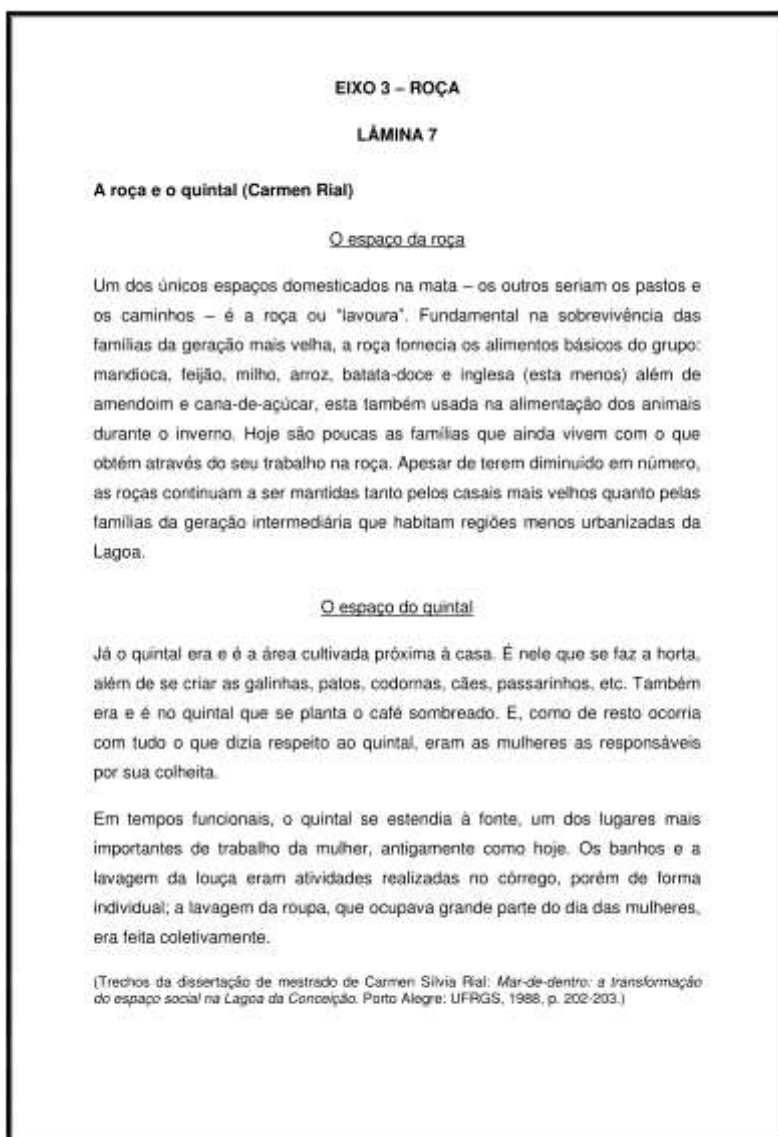 EIXO 3 – ROÇA
LÂMINA 7
A roça e o quintal (Carmen Rial)
O espaço da roça
Um dos únicos espaços domesticados na mata – os outros seriam os pastos e
os caminhos – é a roça ou "lavoura". Fundamental na sobrevivência das
famílias da geração mais velha, a roça fornecia os alimentos básicos do grupo:
mandioca, feijão, milho, arroz, batata-doce e inglesa (esta menos) além de
amendoim e cana-de-açúcar, esta também usada na alimentação dos animais
durante o inverno. Hoje são poucas as famílias que ainda vivem com o que
obtém através do seu trabalho na roça. Apesar de terem diminuído em número,
as roças continuam a ser mantidas tanto pelos casais mais velhos quanto pelas
famílias da geração intermediária que habitam regiões menos urbanizadas da
Lagoa.
O espaço do quintal
Já o quintal era e é a área cultivada próxima à casa. É nele que se faz a horta,
além de se criar as galinhas, patos, codornas, cães, passarinhos, etc. Também
era e é no quintal que se planta o café sombreado. E, como de resto ocorria
com tudo o que dizia respeito ao quintal, eram as mulheres as responsáveis
por sua colheita.
Em tempos funcionais, o quintal se estendia à fonte, um dos lugares mais
importantes de trabalho da mulher, antigamente como hoje. Os banhos e a
lavagem da louça eram atividades realizadas no córrego, porém de forma
individual; a lavagem da roupa, que ocupava grande parte do dia das mulheres,
era feita coletivamente.
(Trechos da dissertação de mestrado de Carmen Silvia Rial: Mar-de-dentro: a transformação
do espaço social na Lagoa da Conceição. Porto Alegre: UFRGS, 1988, p. 202-203.)